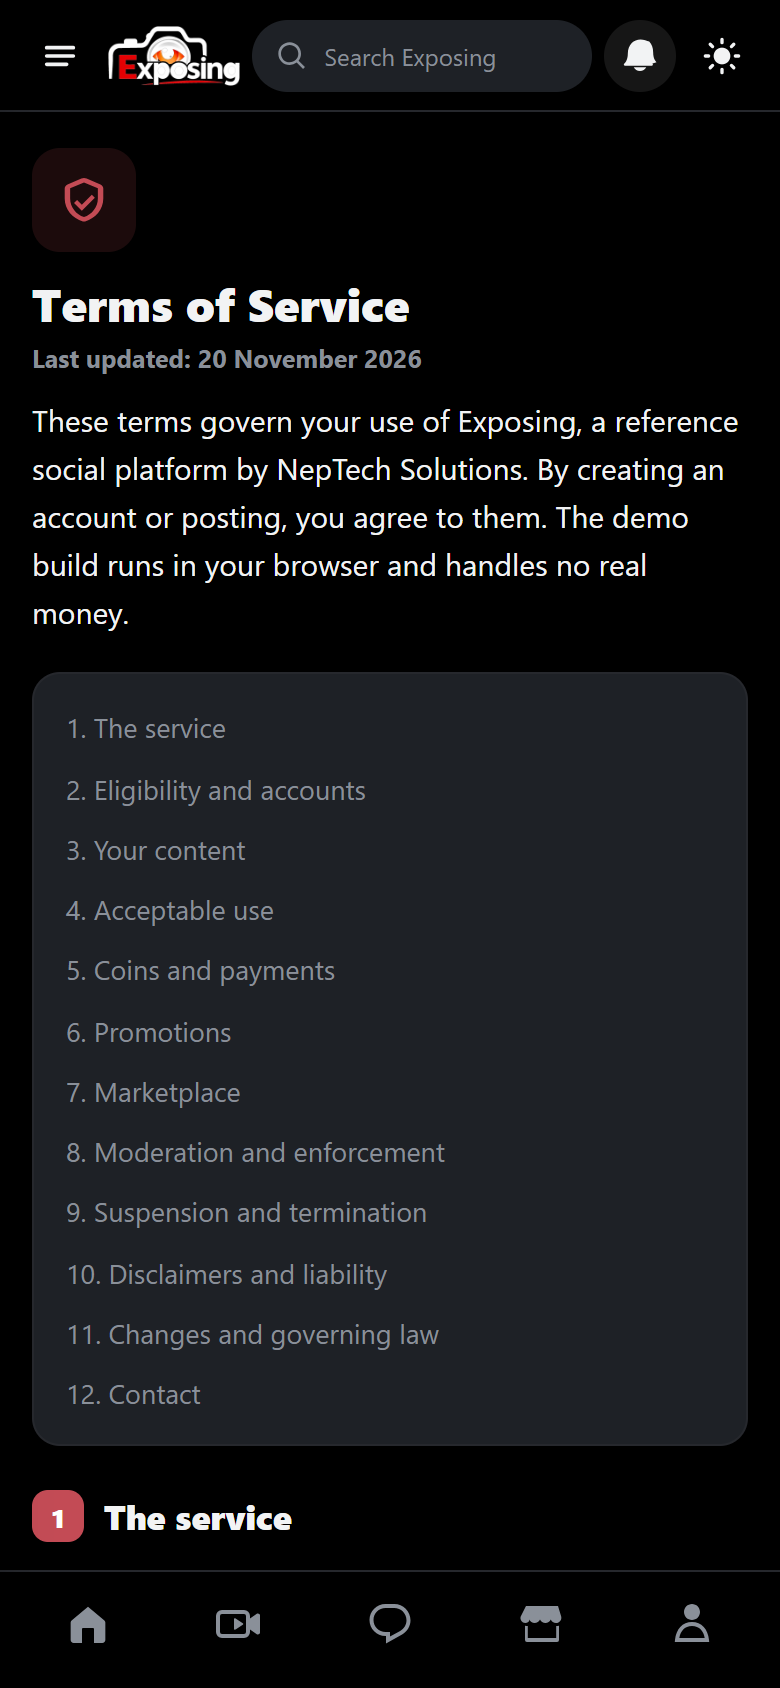 Exposing
Search Exposing
Terms of Service
Last updated: 20 November 2026
These terms govern your use of Exposing, a reference
social platform by NepTech Solutions. By creating an
account or posting, you agree to them. The demo
build runs in your browser and handles no real
money.
1. The service
2. Eligibility and accounts
3. Your content
4. Acceptable use
5. Coins and payments
6. Promotions
7. Marketplace
8. Moderation and enforcement
9. Suspension and termination
10. Disclaimers and liability
11. Changes and governing law
12. Contact
1 The service